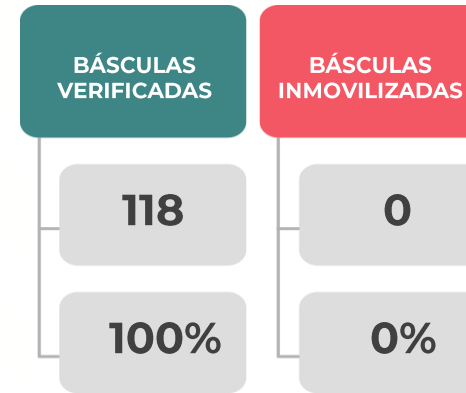 BÁSCULAS
VERIFICADAS
118
100%
BÁSCULAS
INMOVILIZADAS
0
0%